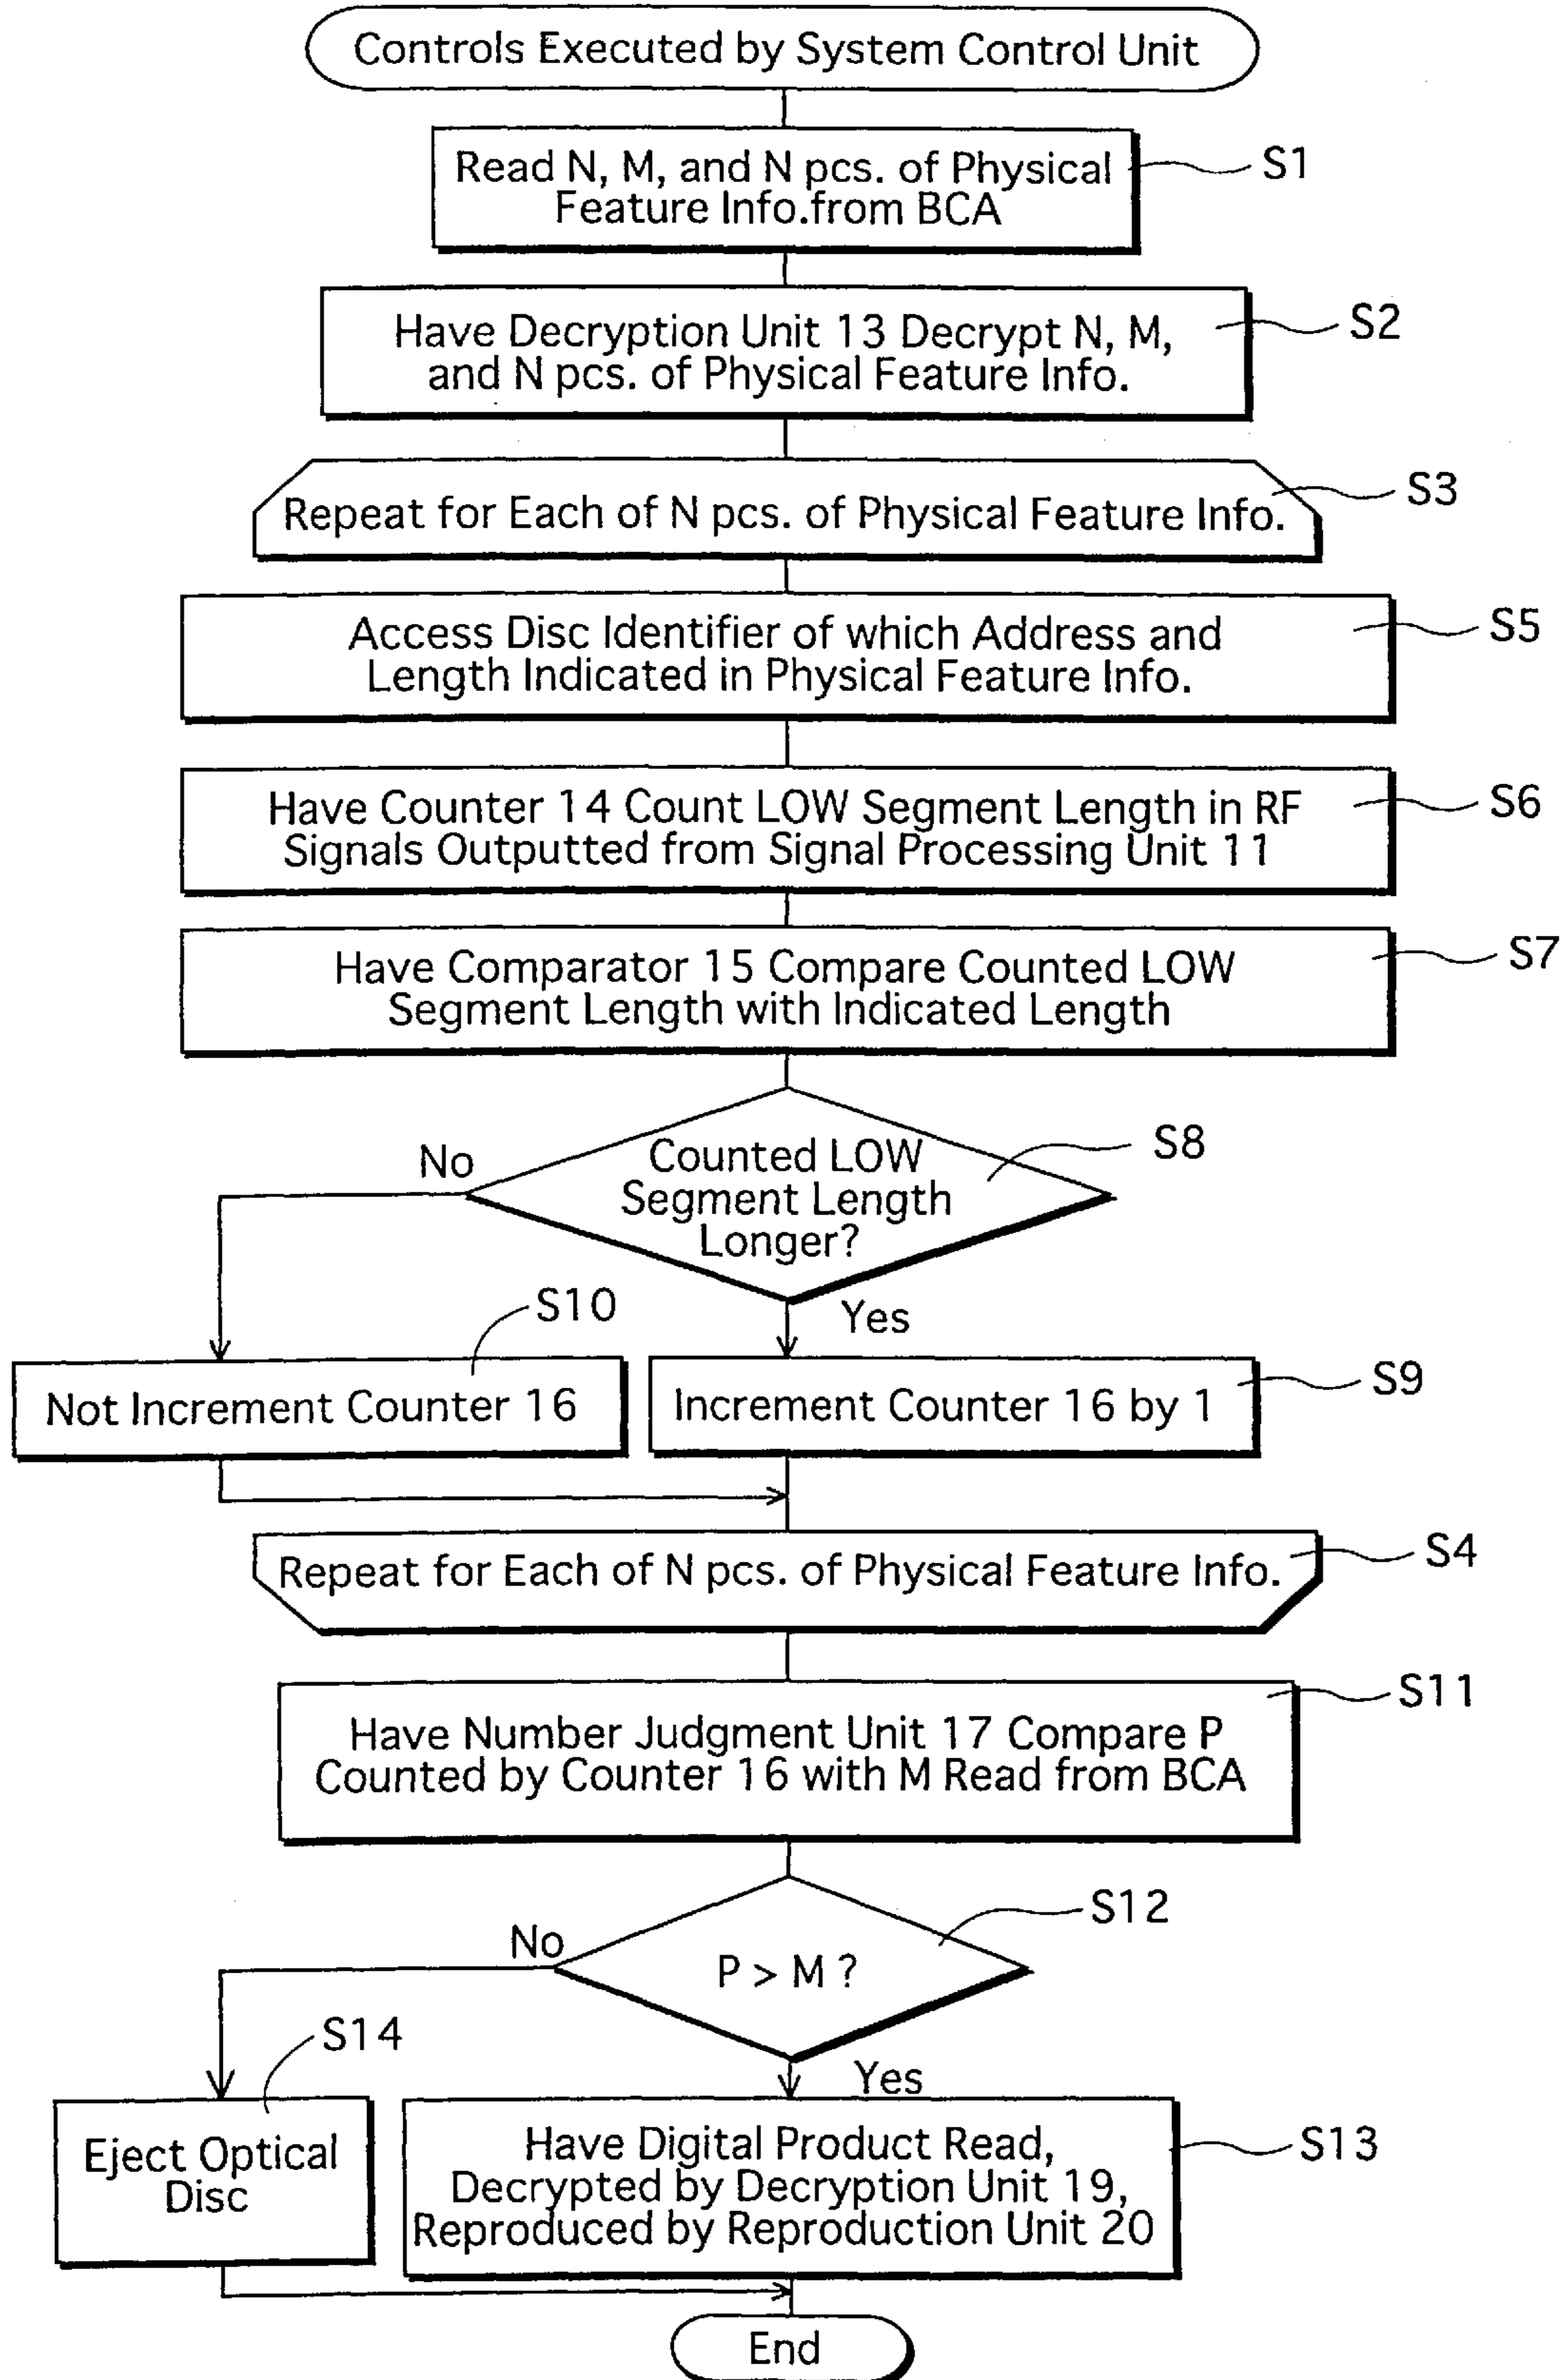 Controls Executed by System Control Unit
Read N, M, and N pcs. of Physical
Feature Info.from BCA
S1
Have Decryption Unit 13 Decrypt N, M,
and N pcs. of Physical Feature Info.
S2
Repeat for Each of N pcs. of Physical Feature Info.
S3
Access Disc Identifier of which Address and
Length Indicated in Physical Feature Info.
S5
Have Counter 14 Count LOW Segment Length in RF
Signals Outputted from Signal Processing Unit 11
S6
Have Comparator 15 Compare Counted LOW
Segment Length with Indicated Length
S7
Counted LOW
Segment Length
Longer?
S8
No
Yes
S10
Not Increment Counter 16
Increment Counter 16 by 1
S9
Repeat for Each of N pcs. of Physical Feature Info.
S4
Have Number Judgment Unit 17 Compare P
Counted by Counter 16 with M Read from BCA
S11
P > M ?
S12
No
Yes
S14
Eject Optical
Disc
Have Digital Product Read,
Decrypted by Decryption Unit 19,
Reproduced by Reproduction Unit 20
S13
End